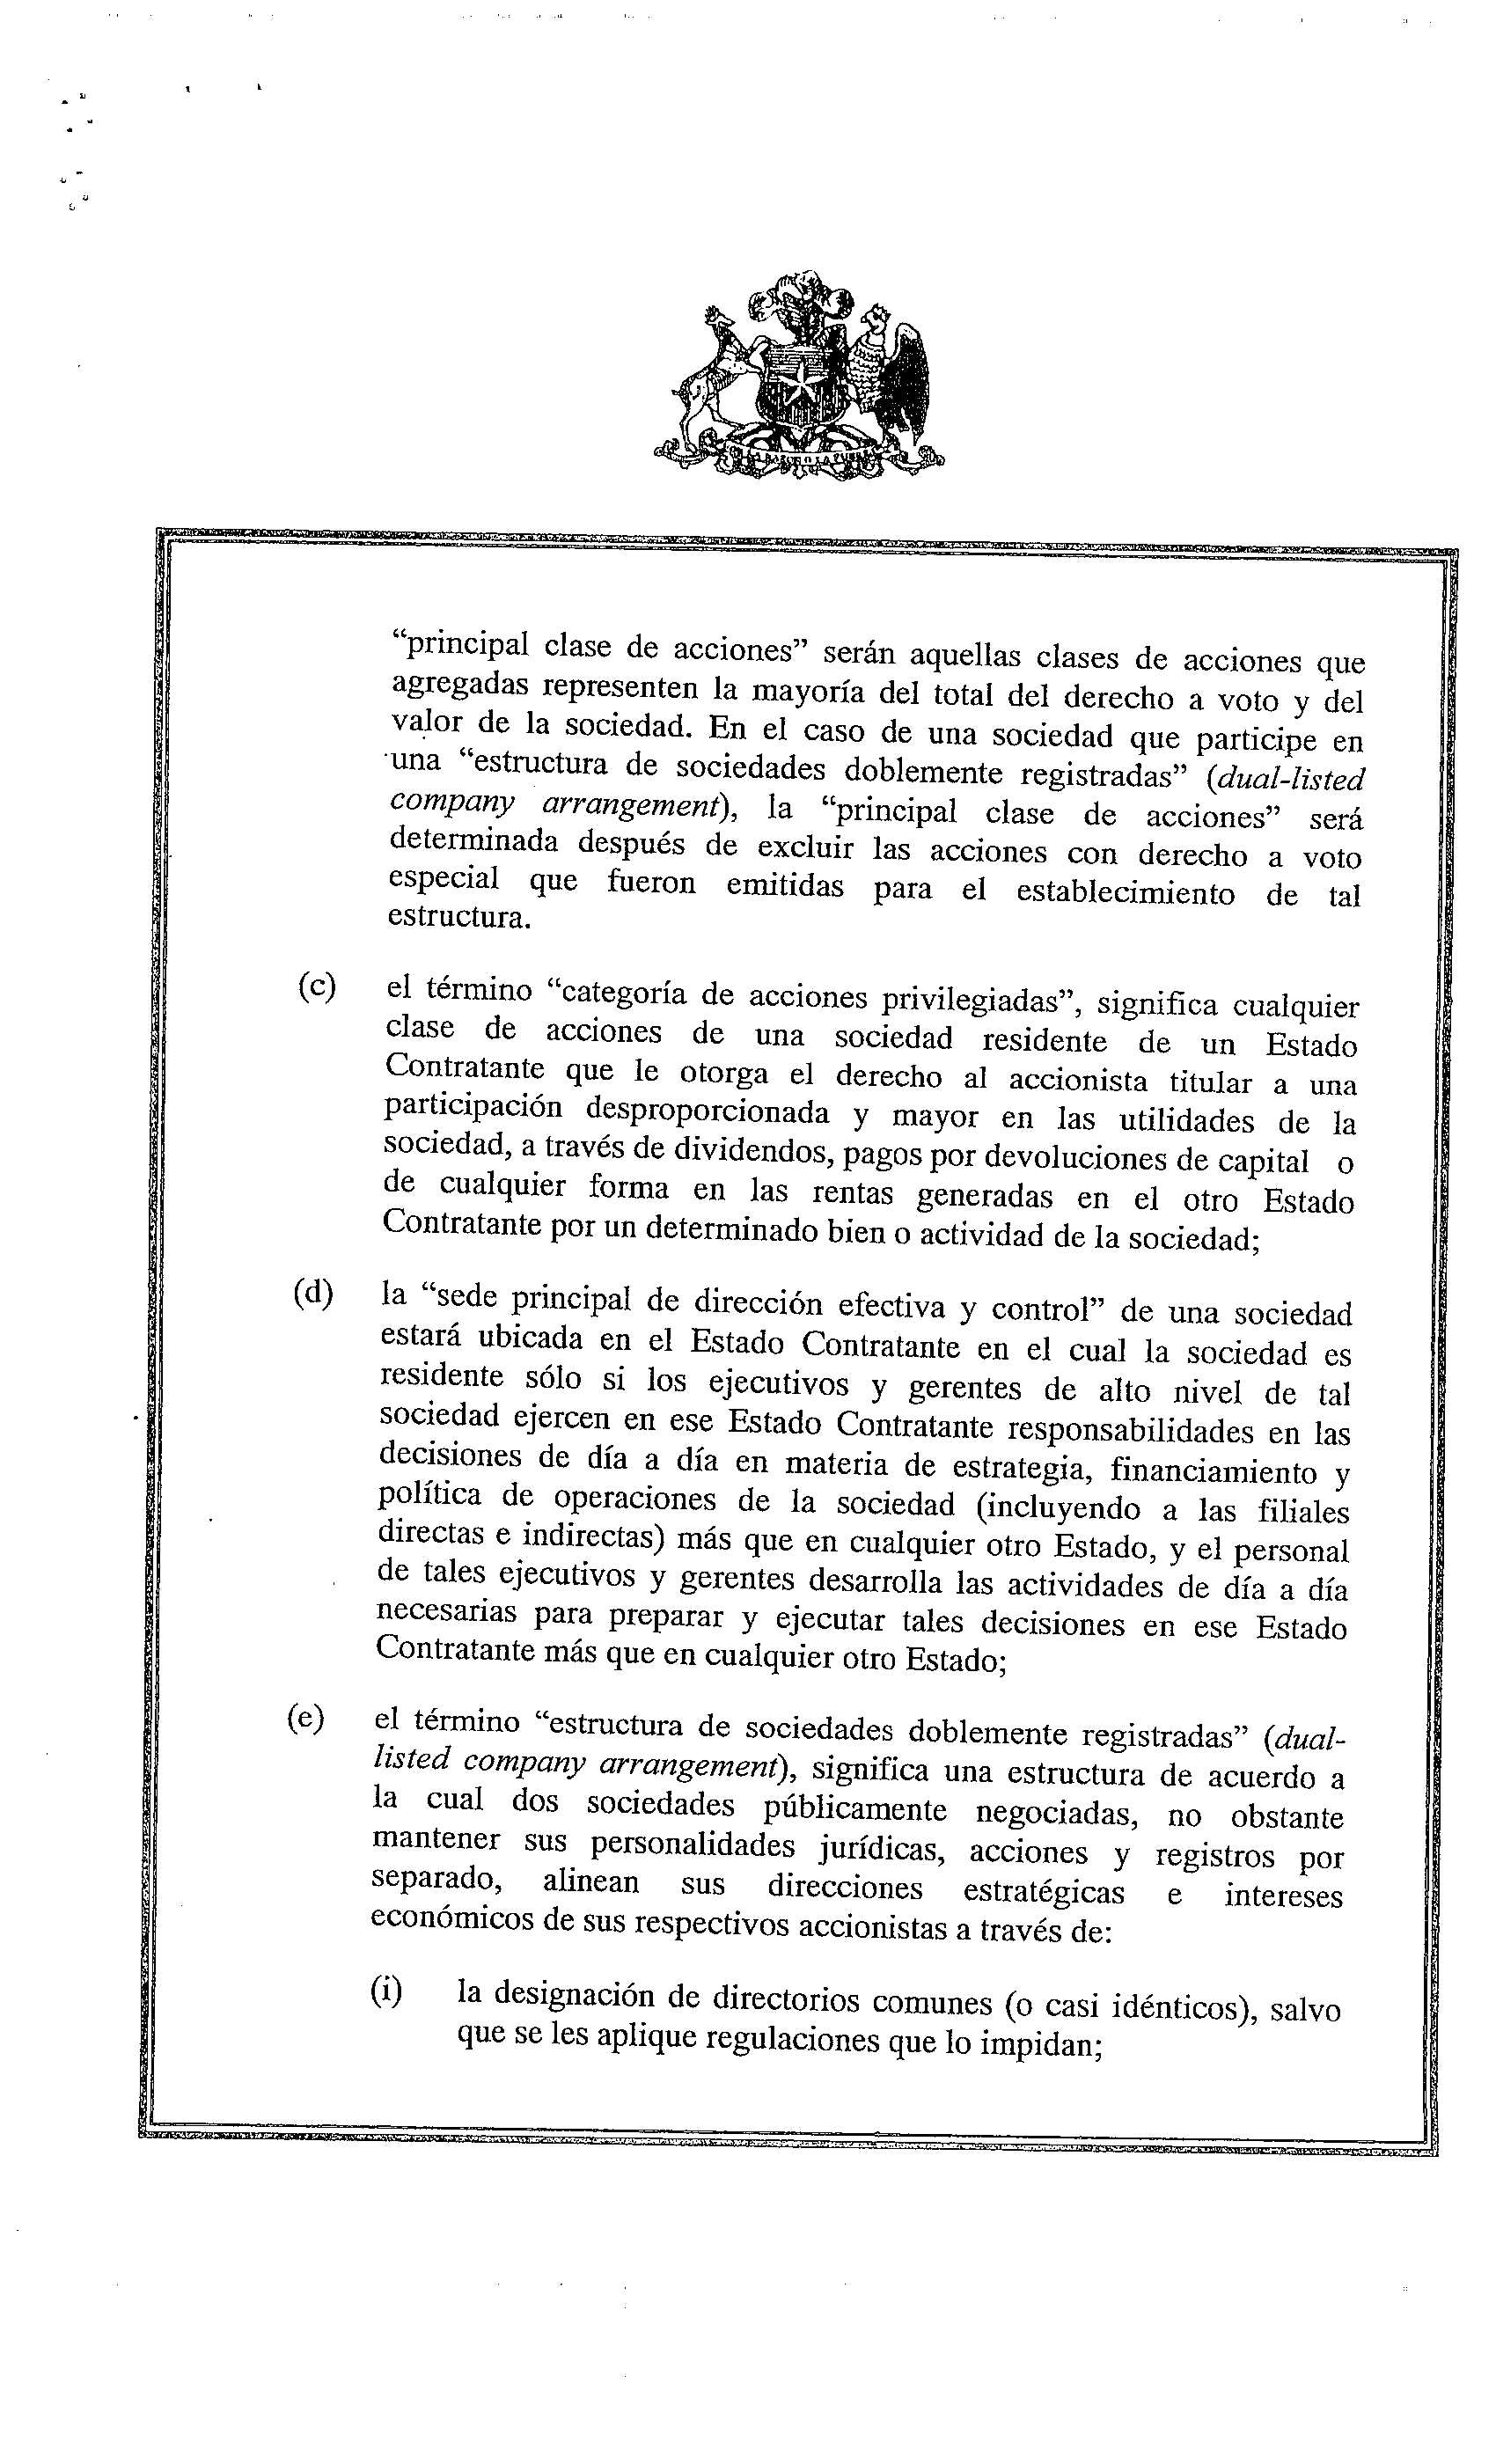 “principal clase de acciones” serán aquellas clases de acciones que
agregadas representen la mayoría del total del derecho a voto y del
valor de la sociedad. En el caso de una sociedad que participe en
una “estructura de sociedades doblemente registradas” (dual-listed
company arrangement), la “principal clase de acciones” será
determinada después de excluir las acciones con derecho a voto
especial que fueron emitidas para el establecimiento de tal
estructura.
(c) el término “categoría de acciones privilegiadas”, significa cualquier
clase de acciones de una sociedad residente de un Estado
Contratante que le otorga el derecho al accionista titular a una
participación desproporcionada y mayor en las utilidades de la
sociedad, a través de dividendos, pagos por devoluciones de capital o
de cualquier forma en las rentas generadas en el otro Estado
Contratante por un determinado bien o actividad de la sociedad;
(d) la “sede principal de dirección efectiva y control” de una sociedad
estará ubicada en el Estado Contratante en el cual la sociedad es
residente sólo si los ejecutivos y gerentes de alto nivel de tal
sociedad ejercen en ese Estado Contratante responsabilidades en las
decisiones de día a día en materia de estrategia, financiamiento y
política de operaciones de la sociedad (incluyendo a las filiales
directas e indirectas) más que en cualquier otro Estado, y el personal
de tales ejecutivos y gerentes desarrolla las actividades de día a día
necesarias para preparar y ejecutar tales decisiones en ese Estado
Contratante más que en cualquier otro Estado;
(e) el término “estructura de sociedades doblemente registradas” (dual-
listed company arrangement), significa una estructura de acuerdo a
la cual dos sociedades públicamente negociadas, no obstante
mantener sus personalidades jurídicas, acciones y registros por
separado, alinean sus direcciones estratégicas e intereses
económicos de sus respectivos accionistas a través de:
(i) la designación de directorios comunes (o casi idénticos), salvo
que se les aplique regulaciones que lo impidan;